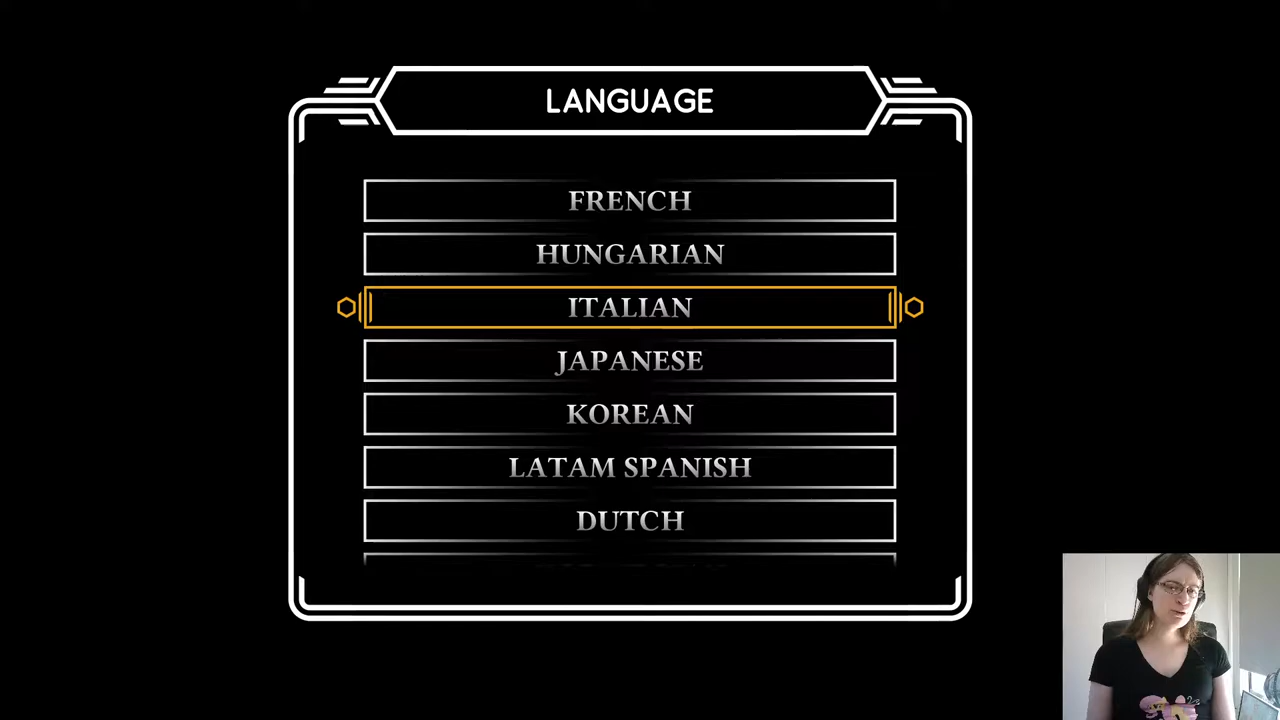 LANGUAGE
FRENCH
HUNGARIAN
ITALIAN
JAPANESE
KOREAN
LATAM SPANISH
DUTCH